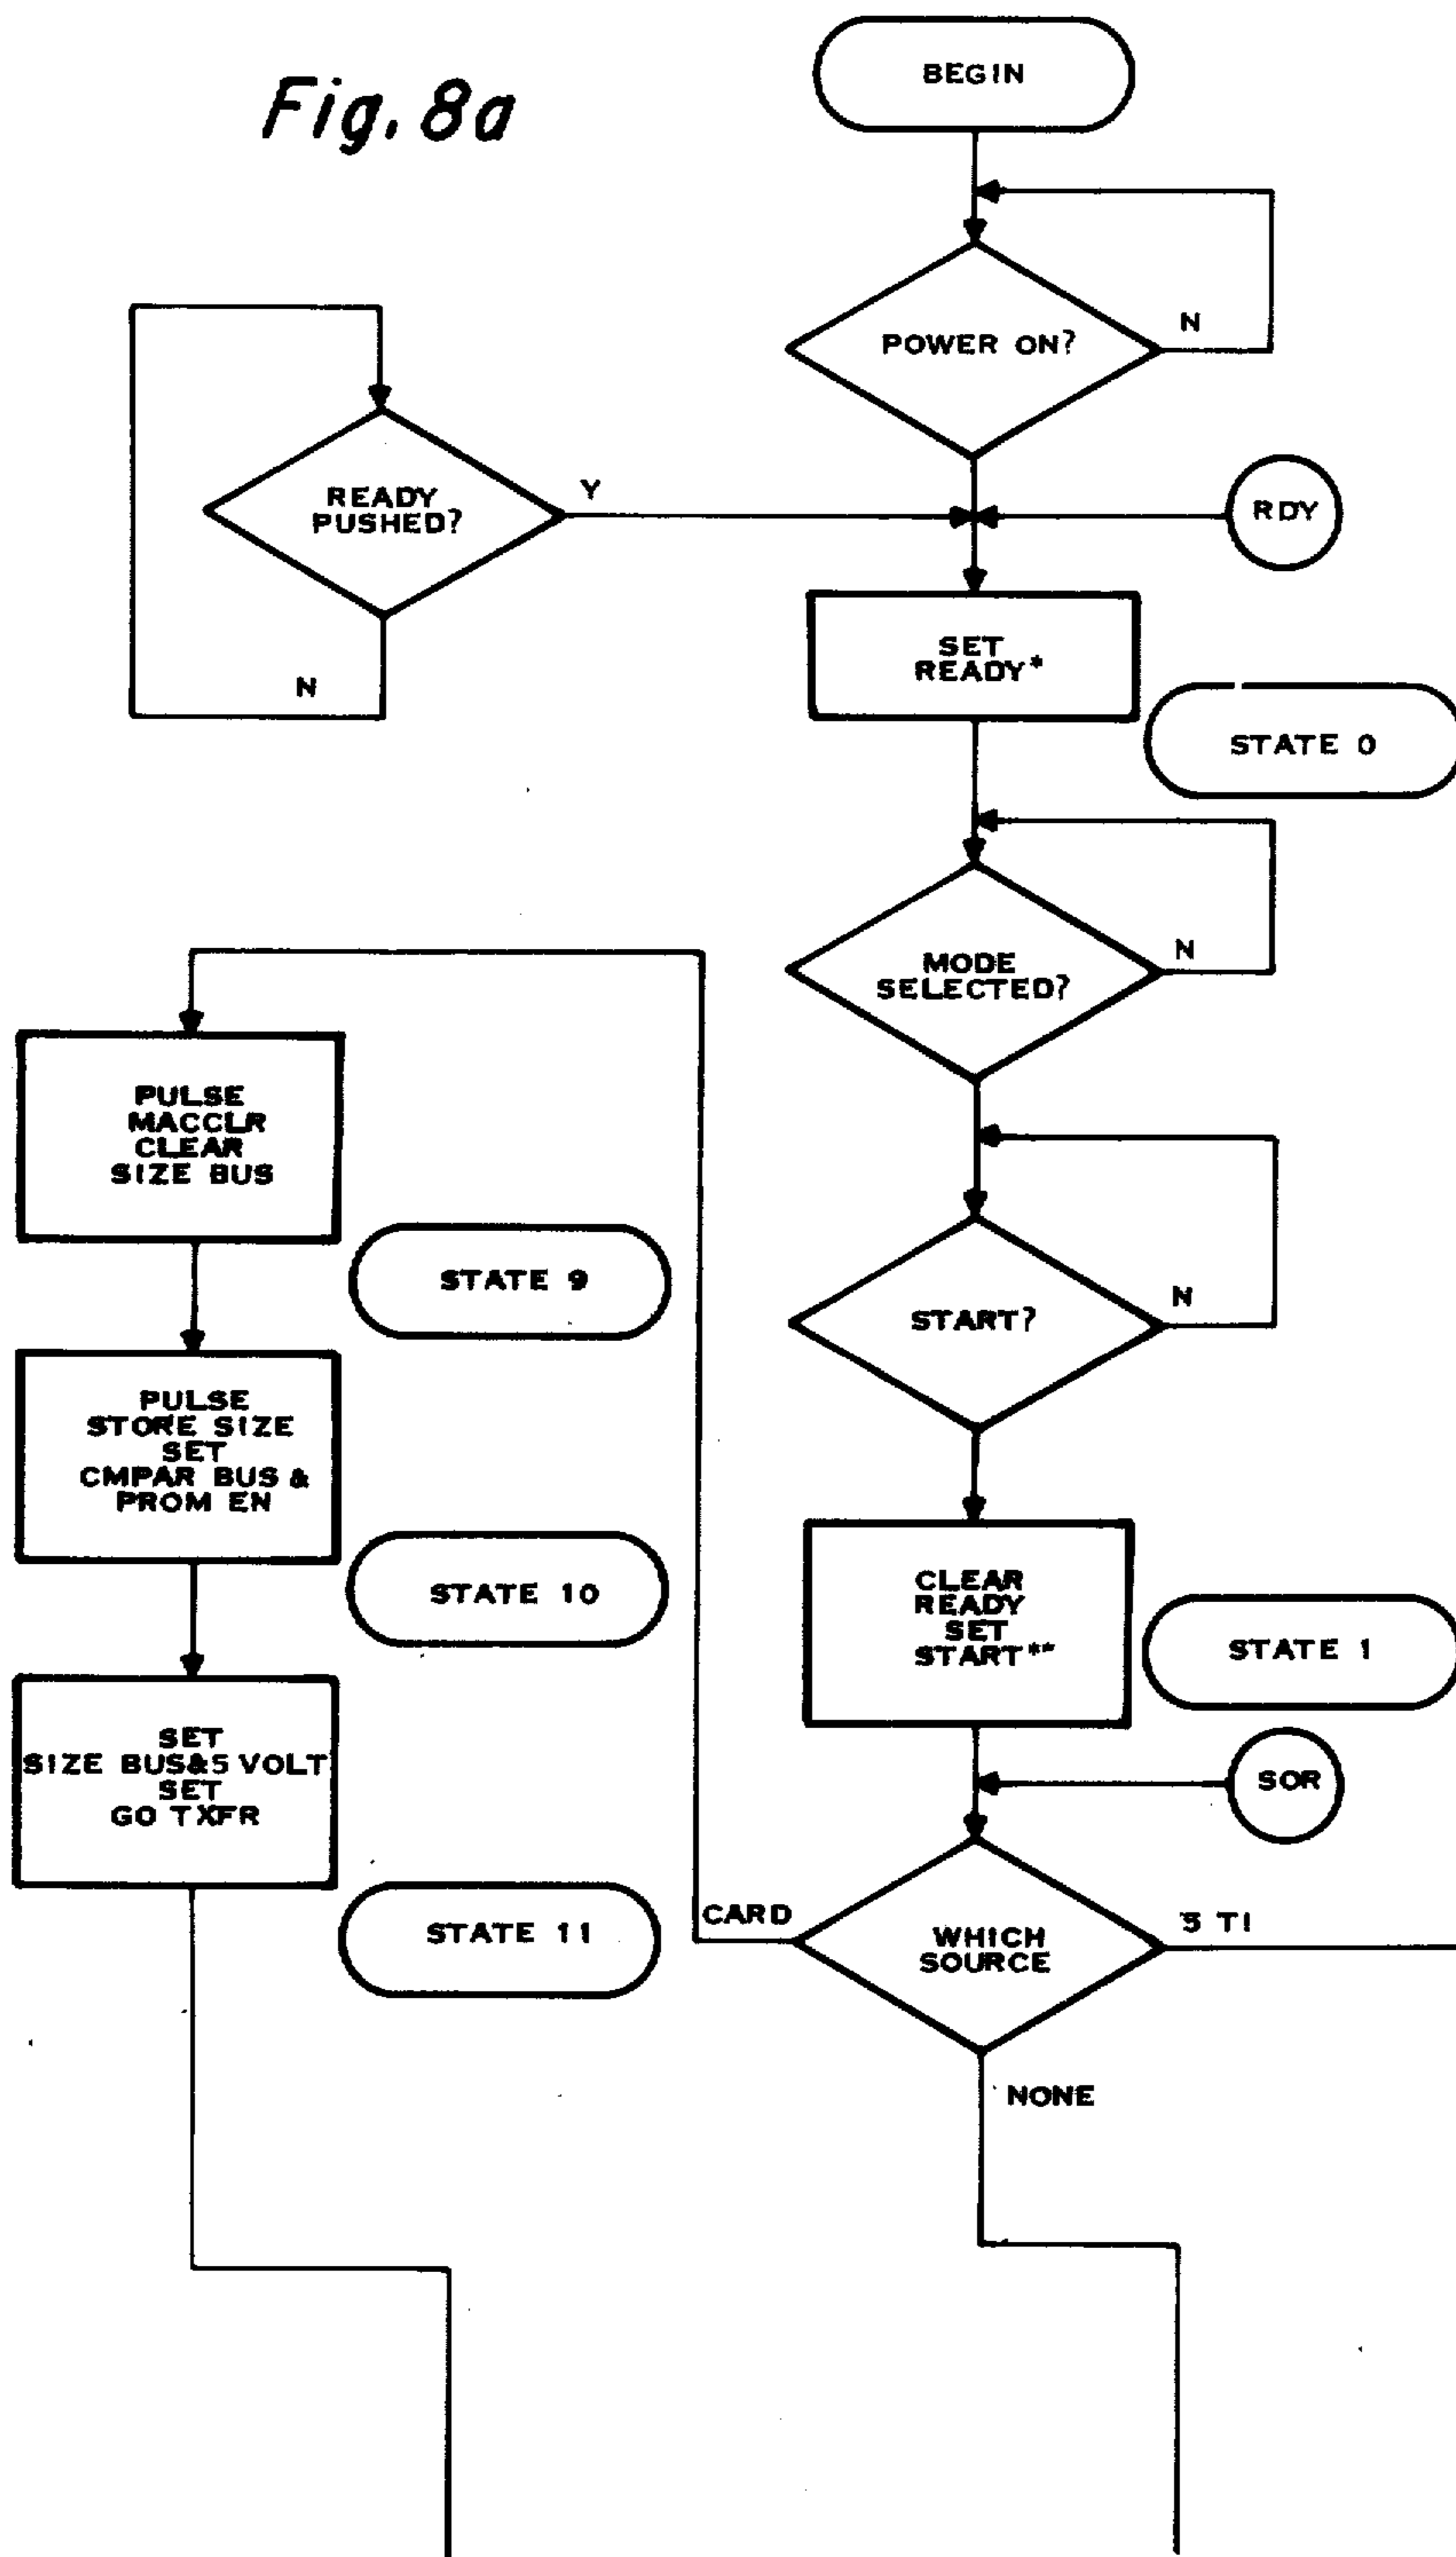 Fig. 8a
BEGIN
POWER ON?
N
READY
PUSHED?
Y
N
RDY
SET
READY*
STATE 0
MODE
SELECTED?
N
START?
N
CLEAR
READY
SET
START**
STATE 1
SOR
WHICH
SOURCE
CARD
3 TI
NONE
PULSE
MACCLR
CLEAR
SIZE BUS
STATE 9
PULSE
STORE SIZE
SET
CMPAR BUS &
PROM EN
STATE 10
SET
SIZE BUS&5 VOLT
SET
GO TXFR
STATE 11